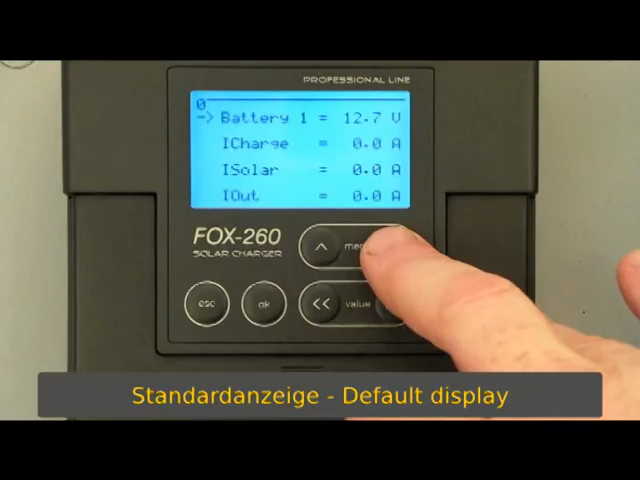 PROFESSIONAL LINE
0
-> Battery 1 = 12.7 V
ICharge = 0.0 A
ISolar = 0.0 A
IOut = 0.0 A
FOX-260
SOLAR CHARGER
esc
ok
<< value
Standardanzeige - Default display